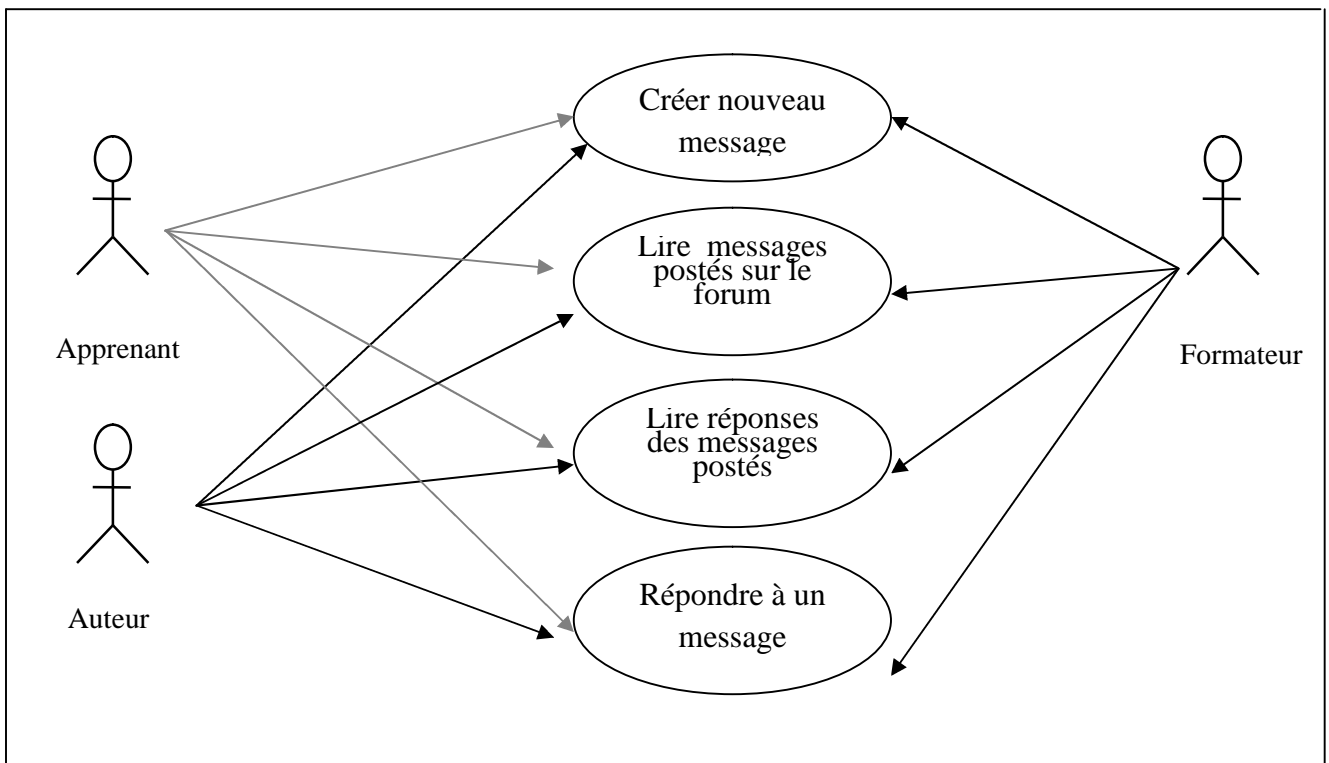 Créer nouveau
message
Lire messages
postés sur le
forum
Apprenant
Formateur
Lire réponses
des messages
postés
Répondre à un
message
Auteur